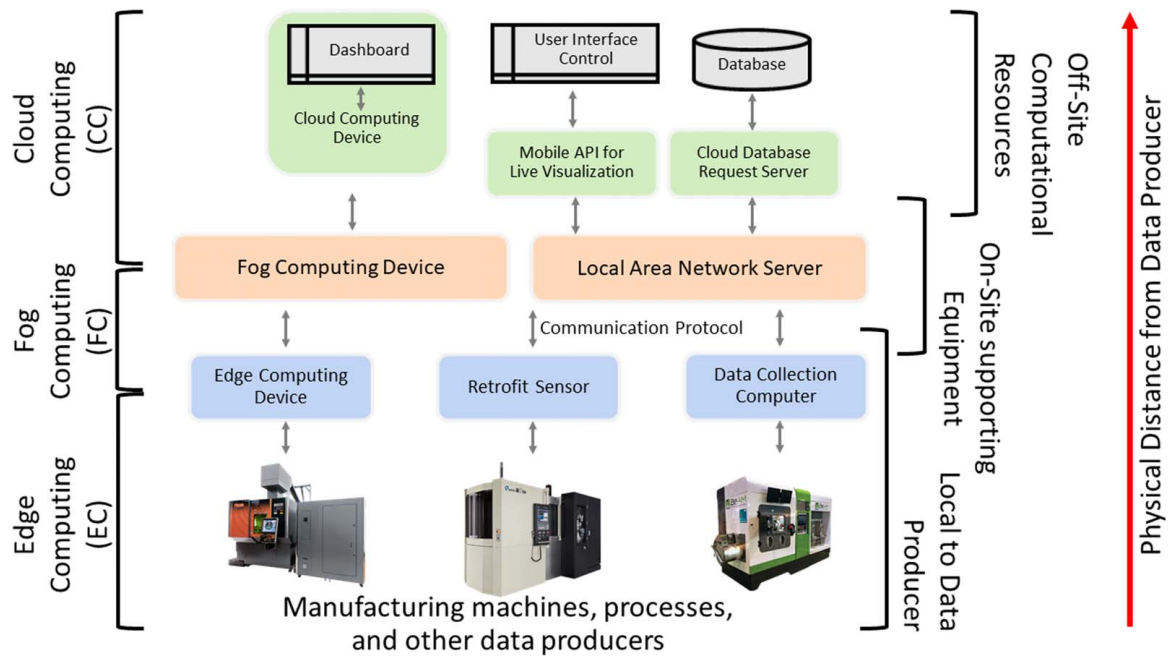 Cloud
Computing
(CC)
Fog
Computing
(FC)
Edge
Computing
(EC)
Dashboard
Cloud Computing
Device
User Interface
Control
Database
Mobile API for
Live Visualization
Cloud Database
Request Server
Fog Computing Device
Local Area Network Server
Communication Protocol
Edge Computing
Device
Retrofit Sensor
Data Collection
Computer
Manufacturing machines, processes,
and other data producers
Off-Site
Computational
Resources
On-Site supporting
Equipment
Local to Data
Producer
Physical Distance from Data Producer